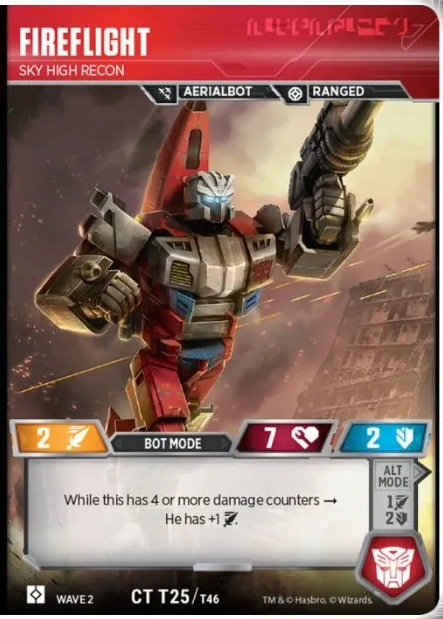 FIREFLIGHT
SKY HIGH RECON
AERIALBOT RANGED
2 BOT MODE 7 2
ALT
MODE
1
2
While this has 4 or more damage counters →
He has +1 .
WAVE 2 CT T25/T46 TM & © Hasbro. © Wizards.